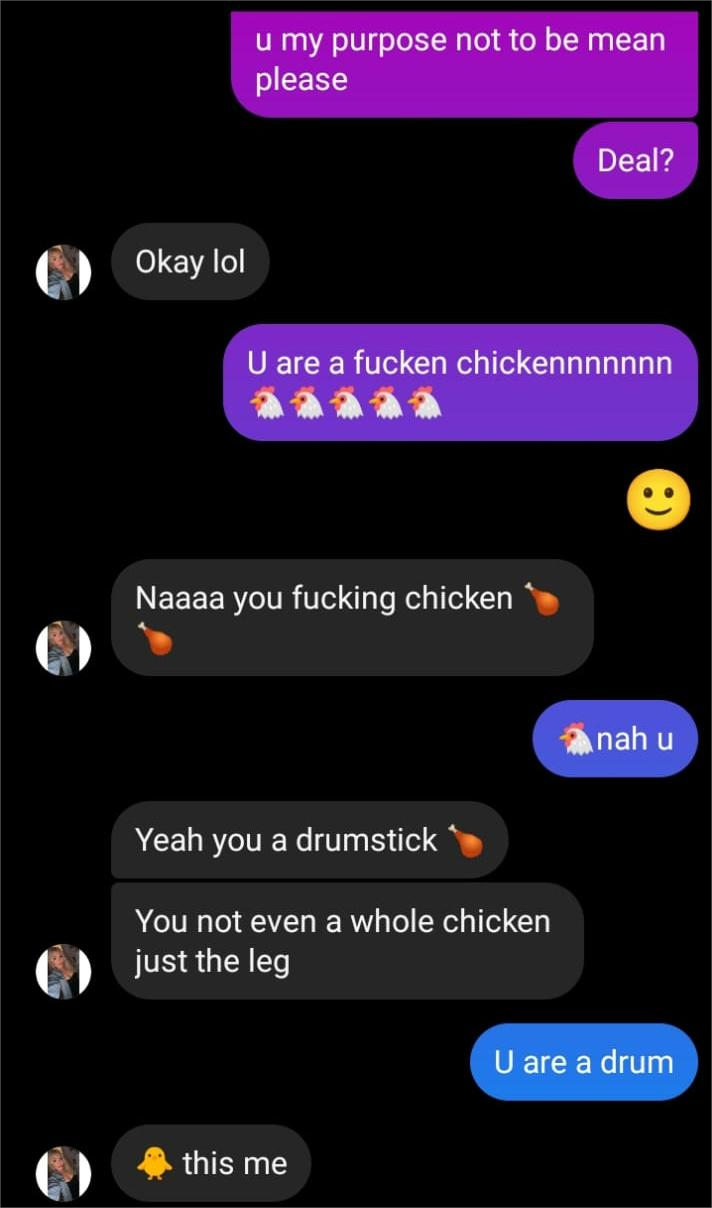 u my purpose not to be mean
please
Deal?
Okay lol
U are a fucken chickennnnnnn
🐔🐔🐔🐔🐔
🙂
Naaaa you fucking chicken 🍗
🍗
🐔nah u
Yeah you a drumstick 🍗
You not even a whole chicken
just the leg
U are a drum
🐥 this me